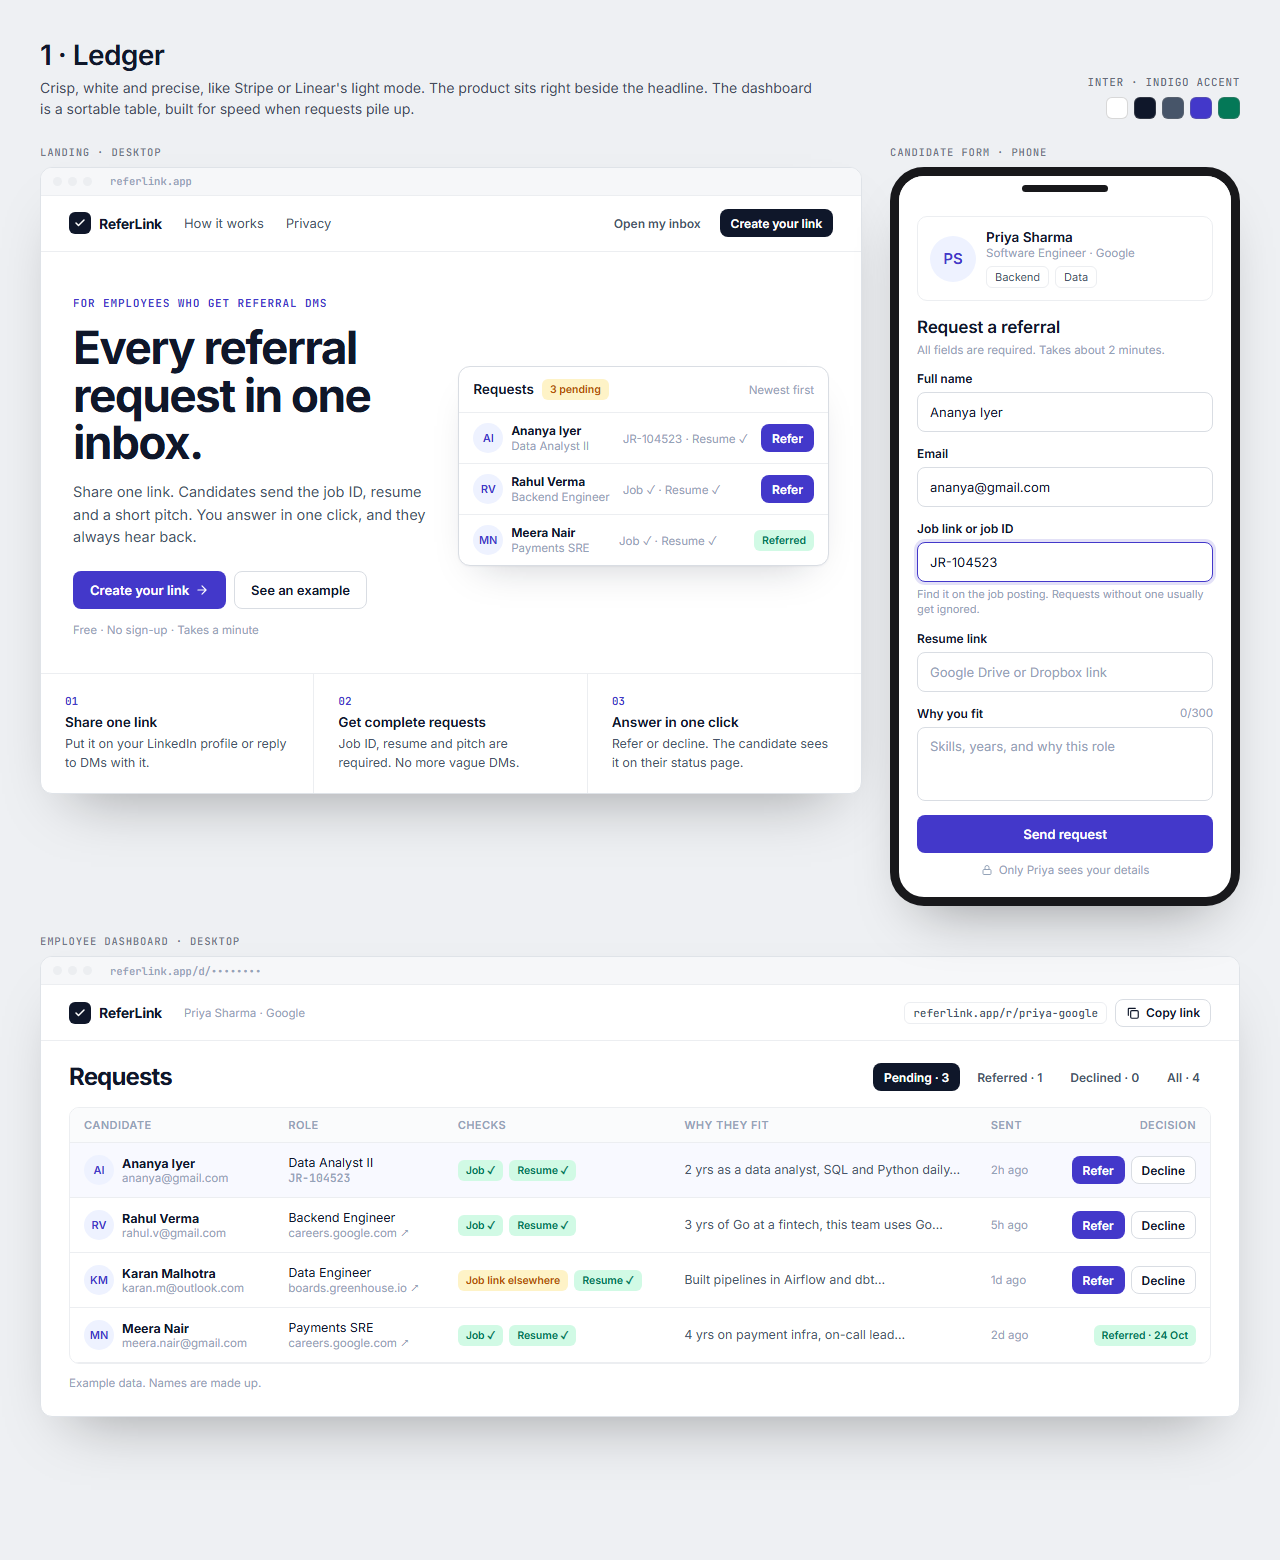 1 · Ledger
Crisp, white and precise, like Stripe or Linear's light mode. The product sits right beside the headline. The dashboard
is a sortable table, built for speed when requests pile up.
INTER · INDIGO ACCENT
LANDING · DESKTOP
referlink.app
ReferLink How it works Privacy Open my inbox Create your link
FOR EMPLOYEES WHO GET REFERRAL DMS
Every referral
request in one
inbox.
Share one link. Candidates send the job ID, resume
and a short pitch. You answer in one click, and they
always hear back.
Create your link → See an example
Free · No sign-up · Takes a minute
Requests 3 pending Newest first
AI Ananya Iyer JR-104523 · Resume ✓ Refer
Data Analyst II
RV Rahul Verma Job ✓ · Resume ✓ Refer
Backend Engineer
MN Meera Nair Job ✓ · Resume ✓ Referred
Payments SRE
01
Share one link
Put it on your LinkedIn profile or reply
to DMs with it.
02
Get complete requests
Job ID, resume and pitch are
required. No more vague DMs.
03
Answer in one click
Refer or decline. The candidate sees
it on their status page.
CANDIDATE FORM · PHONE
PS
Priya Sharma
Software Engineer · Google
Backend Data
Request a referral
All fields are required. Takes about 2 minutes.
Full name
Ananya Iyer
Email
ananya@gmail.com
Job link or job ID
JR-104523
Find it on the job posting. Requests without one usually
get ignored.
Resume link
Google Drive or Dropbox link
Why you fit 0/300
Skills, years, and why this role
Send request
Only Priya sees your details
EMPLOYEE DASHBOARD · DESKTOP
referlink.app/d/••••••••
ReferLink Priya Sharma · Google referlink.app/r/priya-google Copy link
Requests Pending · 3 Referred · 1 Declined · 0 All · 4
CANDIDATE ROLE CHECKS WHY THEY FIT SENT DECISION
AI Ananya Iyer Data Analyst II Job ✓ Resume ✓ 2 yrs as a data analyst, SQL and Python daily… 2h ago Refer Decline
ananya@gmail.com JR-104523
RV Rahul Verma Backend Engineer Job ✓ Resume ✓ 3 yrs of Go at a fintech, this team uses Go… 5h ago Refer Decline
rahul.v@gmail.com careers.google.com ↗
KM Karan Malhotra Data Engineer Job link elsewhere Resume ✓ Built pipelines in Airflow and dbt… 1d ago Refer Decline
karan.m@outlook.com boards.greenhouse.io ↗
MN Meera Nair Payments SRE Job ✓ Resume ✓ 4 yrs on payment infra, on-call lead… 2d ago Referred · 24 Oct
meera.nair@gmail.com careers.google.com ↗
Example data. Names are made up.